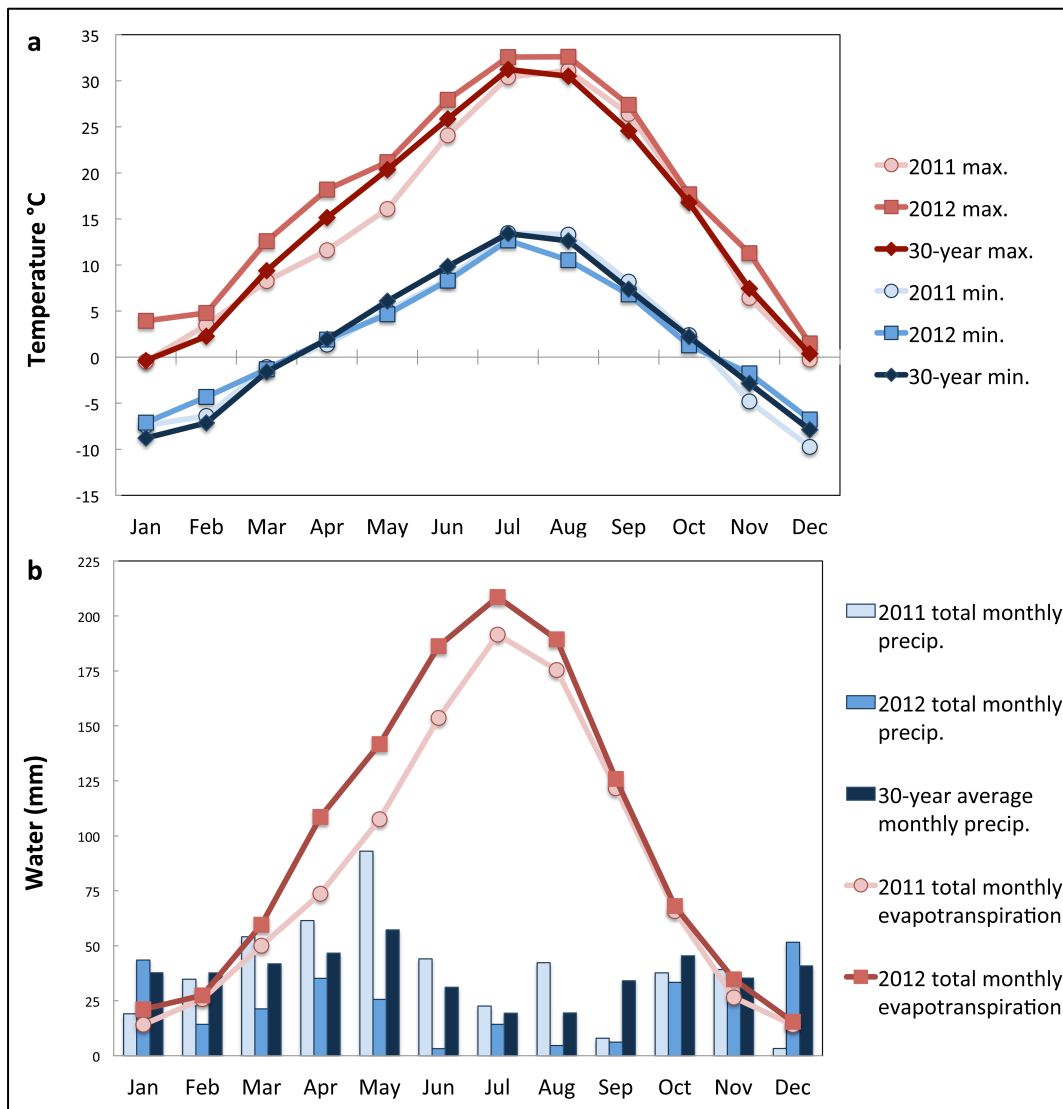 a
Temperature °C
35
30
25
20
15
10
5
0
-5
-10
-15
Jan Feb Mar Apr May Jun Jul Aug Sep Oct Nov Dec
2011 max.
2012 max.
30-year max.
2011 min.
2012 min.
30-year min.
b
Water (mm)
225
200
175
150
125
100
75
50
25
0
Jan Feb Mar Apr May Jun Jul Aug Sep Oct Nov Dec
2011 total monthly
precip.
2012 total monthly
precip.
30-year average
monthly precip.
2011 total monthly
evapotranspiration
2012 total monthly
evapotranspiration